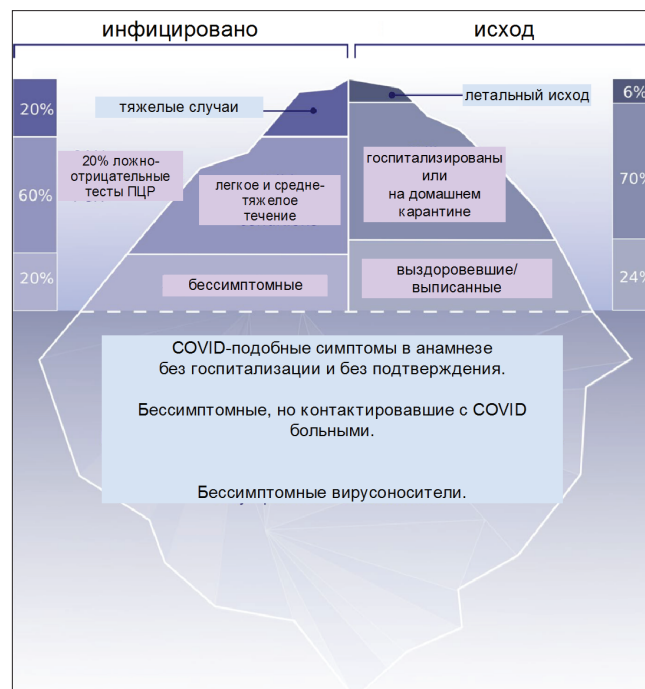 инфицировано
исход
20%
60%
20%
тяжелые случаи
20% ложно-
отрицательные
тесты ПЦР
легкое и средне-
тяжелое
течение
бессимптомные
летальный исход
госпитализированы
или
на домашнем
карантине
выздоровевшие/
выписанные
6%
70%
24%
COVID-подобные симптомы в анамнезе
без госпитализации и без подтверждения.
Бессимптомные, но контактировавшие с COVID
больными.
Бессимптомные вирусоносители.